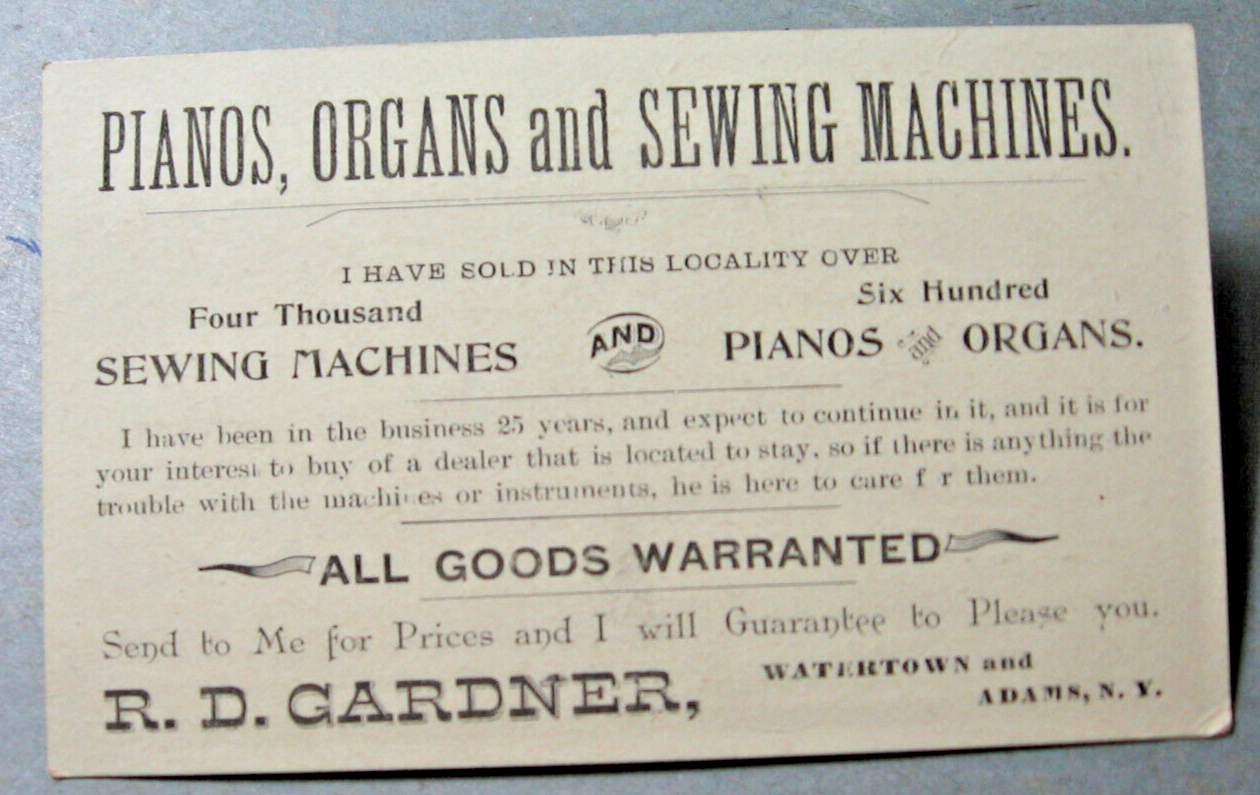 PIANOS, ORGANS and SEWING MACHINES.
I HAVE SOLD IN THIS LOCALITY OVER
Four Thousand Six Hundred
SEWING MACHINES AND PIANOS and ORGANS.
I have been in the business 25 years, and expect to continue in it, and it is for
your interest to buy of a dealer that is located to stay, so if there is anything the
trouble with the machines or instruments, he is here to care f r them.
ALL GOODS WARRANTED
Send to Me for Prices and I will Guarantee to Please you.
R. D. GARDNER, WATERTOWN and
ADAMS, N. Y.